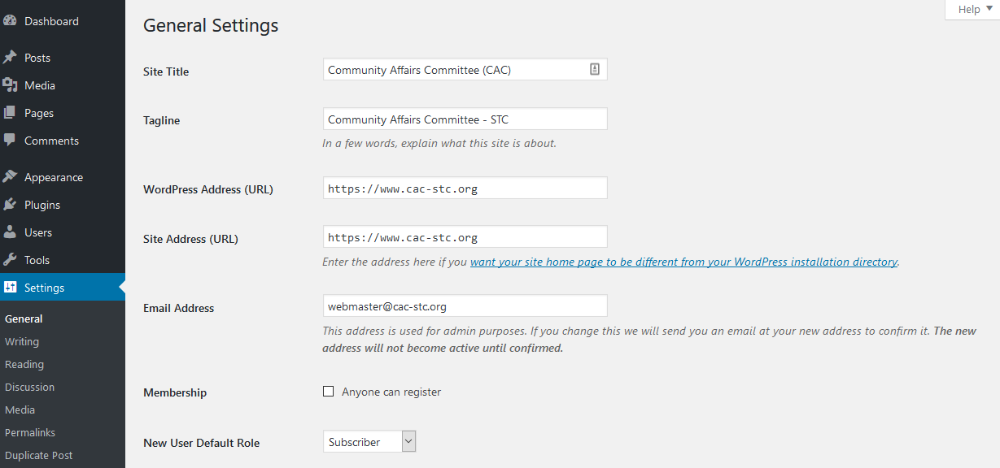 Dashboard
Posts
Media
Pages
Comments
Appearance
Plugins
Users
Tools
Settings
General
Writing
Reading
Discussion
Media
Permalinks
Duplicate Post
Help
General Settings
Site Title
Community Affairs Committee (CAC)
Tagline
Community Affairs Committee - STC
In a few words, explain what this site is about.
WordPress Address (URL)
https://www.cac-stc.org
Site Address (URL)
https://www.cac-stc.org
Enter the address here if you want your site home page to be different from your WordPress installation directory.
Email Address
webmaster@cac-stc.org
This address is used for admin purposes. If you change this we will send you an email at your new address to confirm it. The new
address will not become active until confirmed.
Membership
Anyone can register
New User Default Role
Subscriber